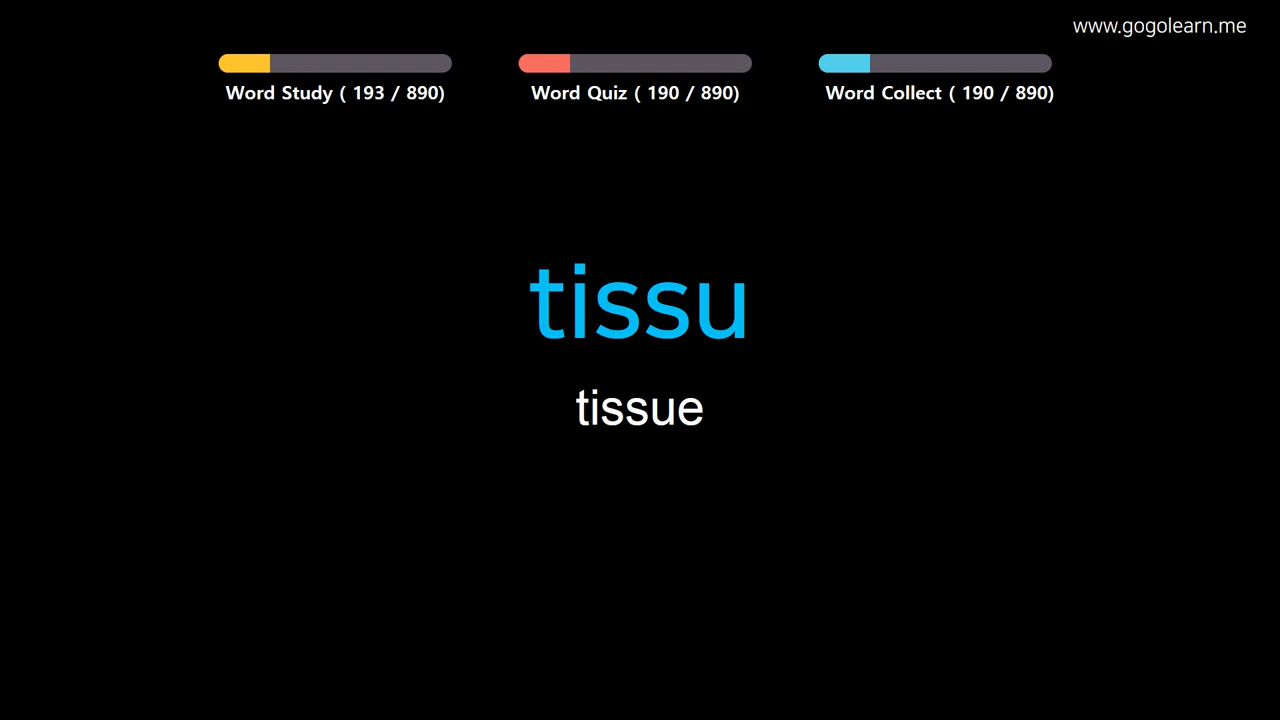 www.gogolearn.me
Word Study ( 193 / 890)
Word Quiz ( 190 / 890)
Word Collect ( 190 / 890)
tissu
tissue